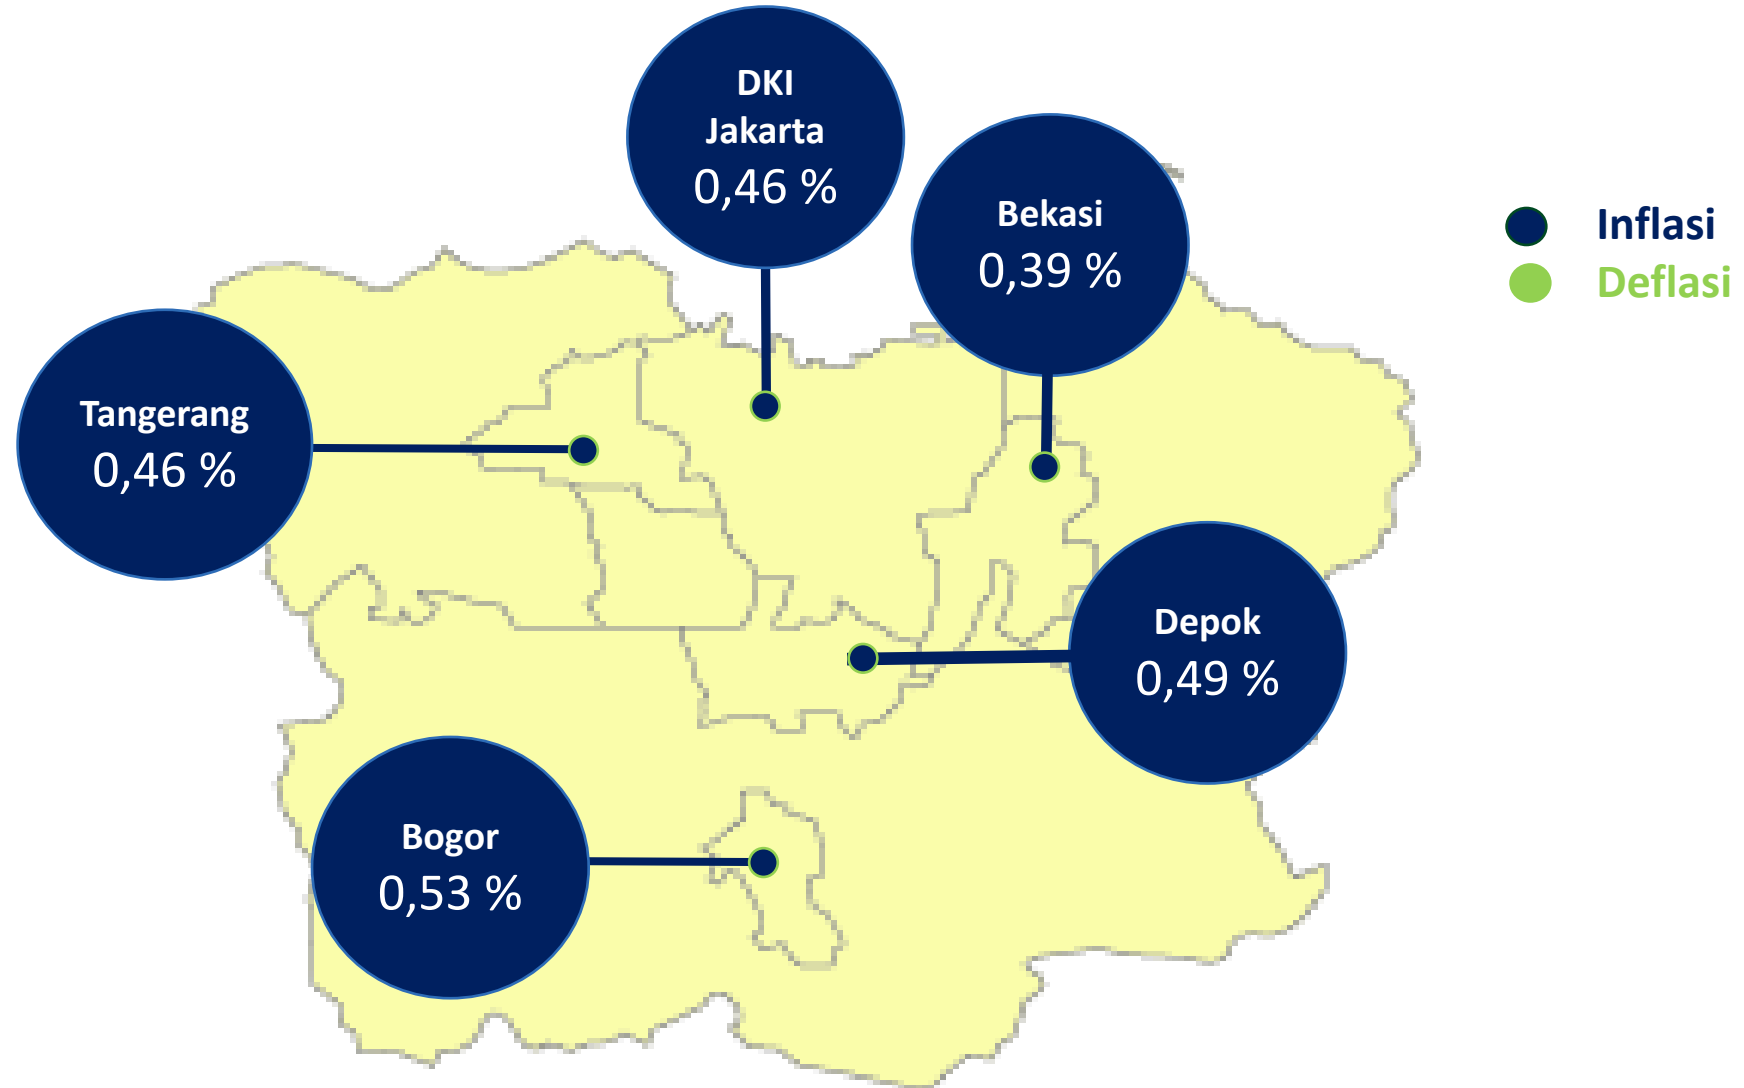 DKI
Jakarta
0,46 %
Bekasi
0,39 %
Inflasi
Deflasi
Tangerang
0,46 %
Depok
0,49 %
Bogor
0,53 %